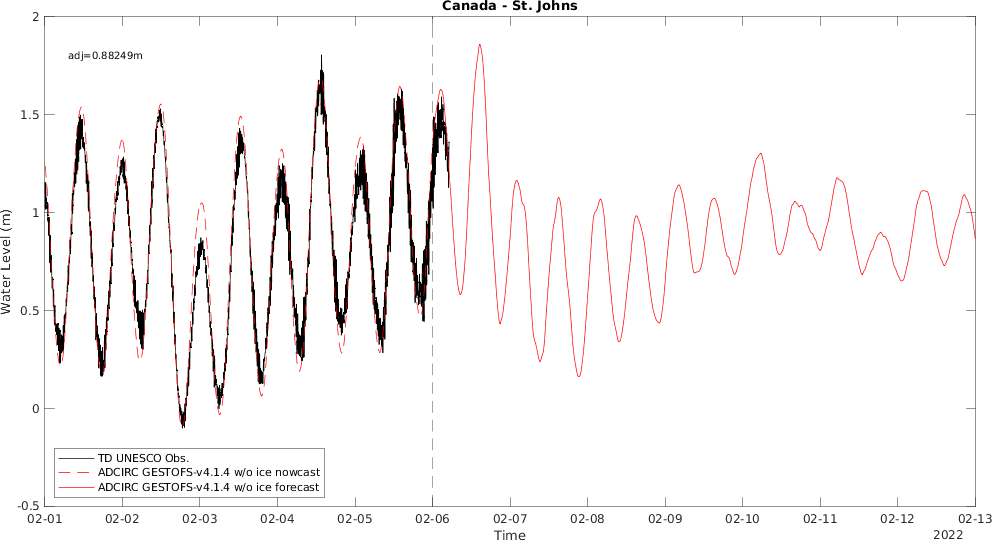 Canada - St. Johns
adj=0.88249m
Water Level (m)
2
1.5
1
0.5
0
-0.5
TD UNESCO Obs.
ADCIRC GESTOFS-v4.1.4 w/o ice nowcast
ADCIRC GESTOFS-v4.1.4 w/o ice forecast
02-01 02-02 02-03 02-04 02-05 02-06 02-07 02-08 02-09 02-10 02-11 02-12 02-13
Time
2022